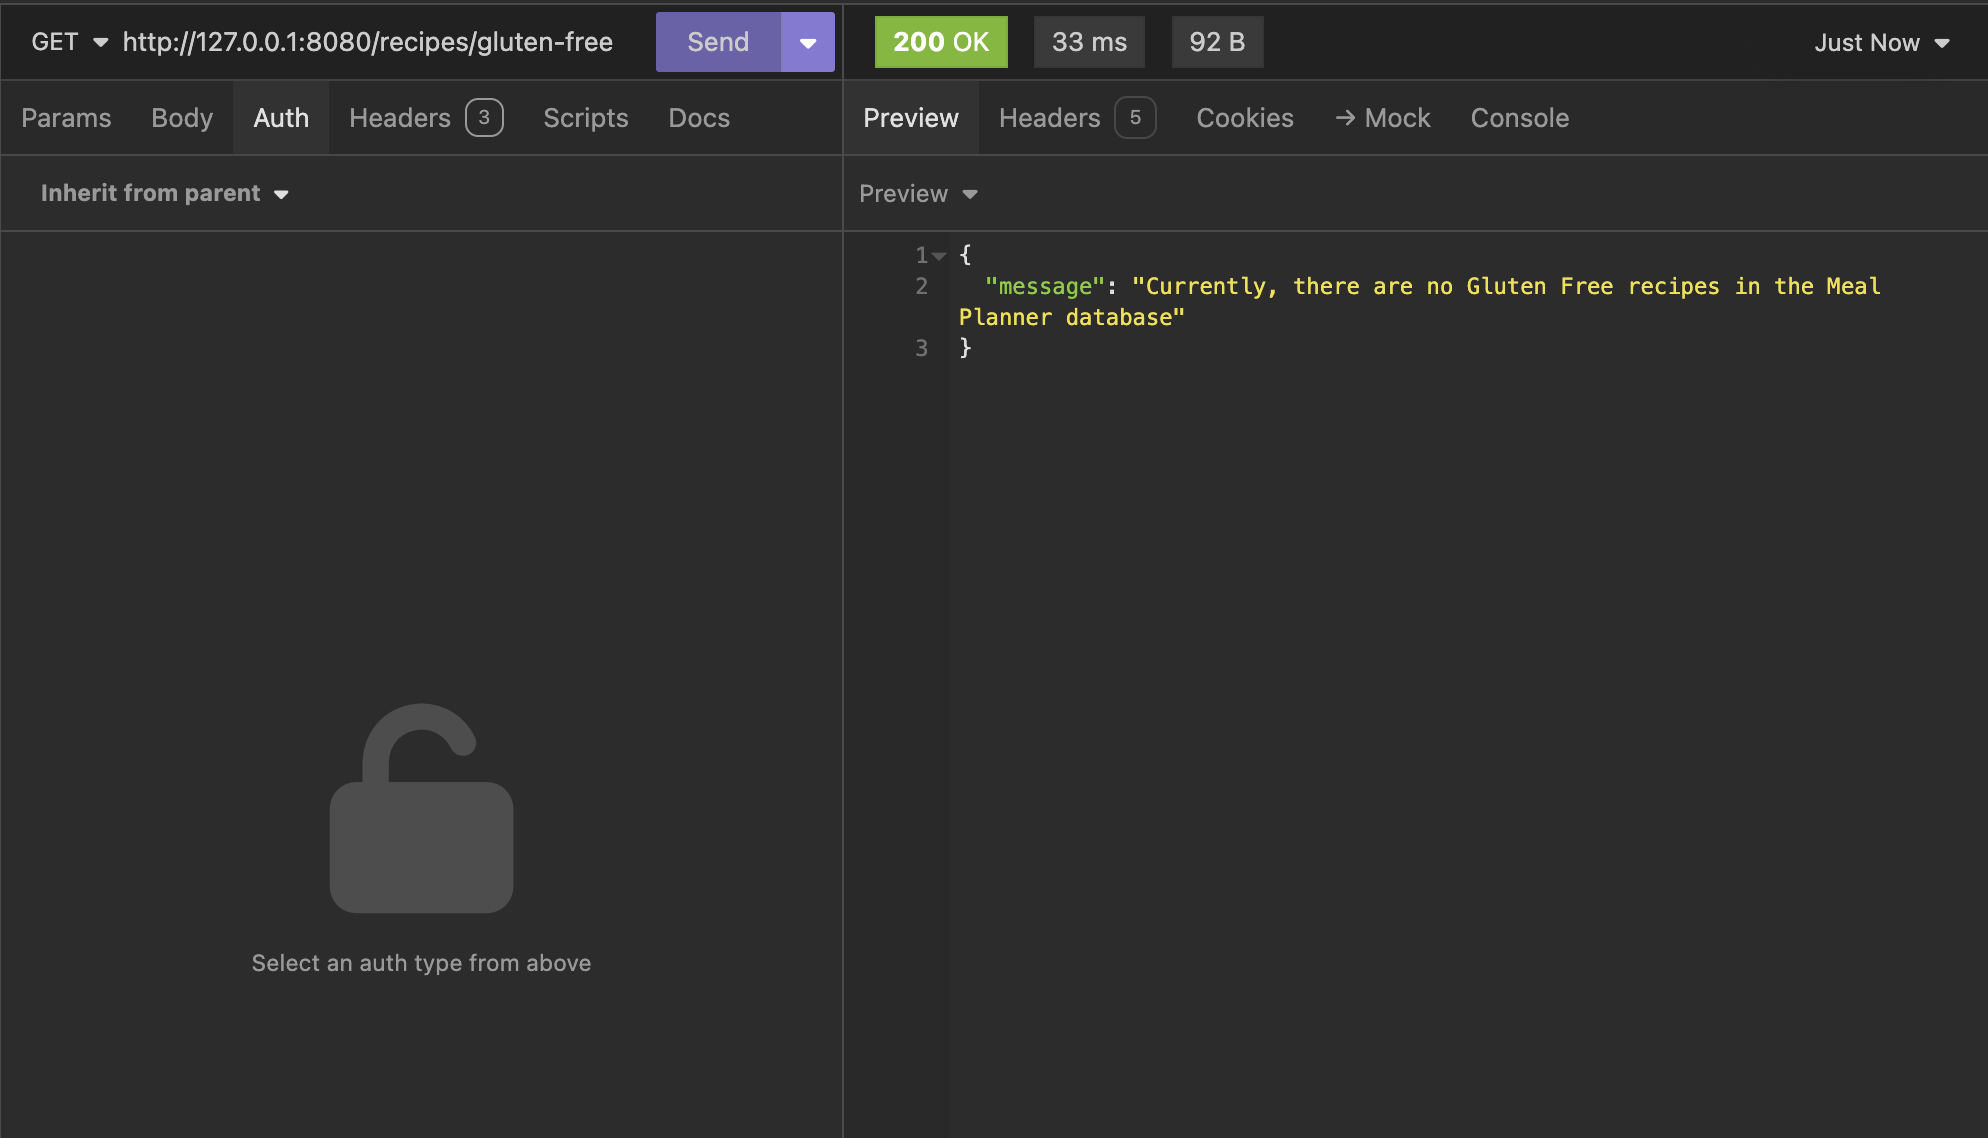 GET http://127.0.0.1:8080/recipes/gluten-free Send 200 OK 33 ms 92 B Just Now
Params Body Auth Headers 3 Scripts Docs Preview Headers 5 Cookies → Mock Console
Inherit from parent Preview
1 {
2 "message": "Currently, there are no Gluten Free recipes in the Meal
Planner database"
3 }
Select an auth type from above